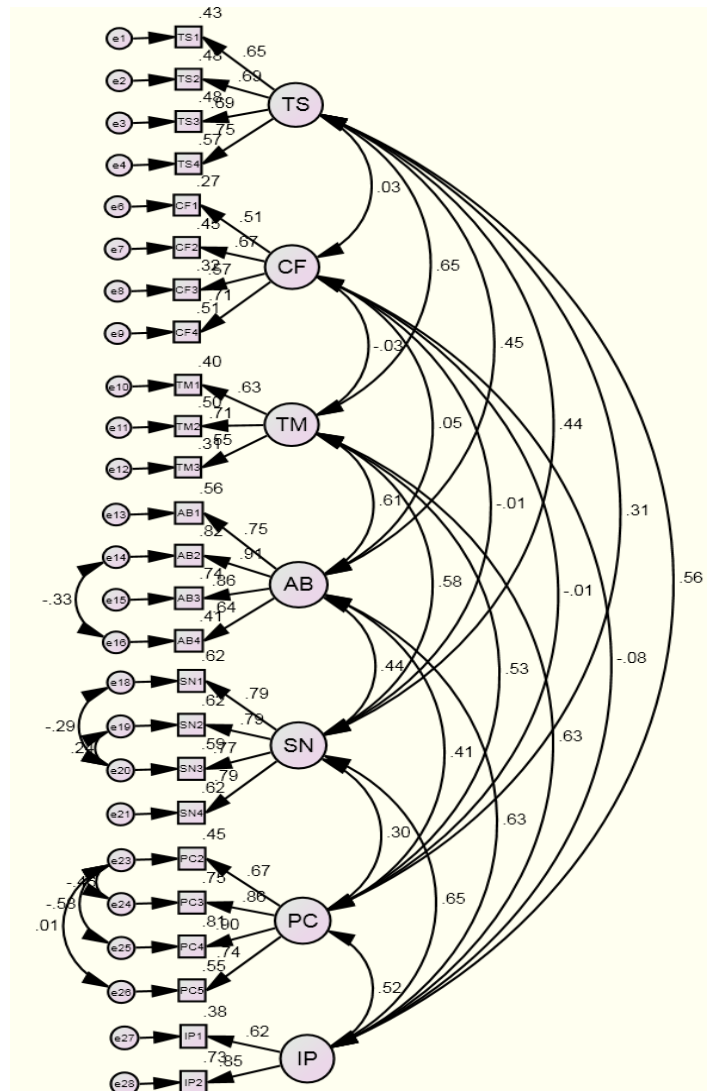 .43
e1 TS1 .65
.48
e2 TS2 .69
.48
e3 TS3 .69 TS
.75
e4 TS4 .57
.27
e6 CF1 .51 .03
.45
e7 CF2 .67
.32
e8 CF3 .57 CF .65
.71
e9 CF4 .51
.40 -.03 .45
e10 TM1 .63
.50
e11 TM2 .71 TM .05 .44
.31
e12 TM3 .55
.56 .61 -.01 .31
e13 AB1 .75
.82
e14 AB2 .91 AB .58 -.01 .56
.74
e15 AB3 .86
-.33
.64
e16 AB4 .41
.62 .44 .53 -.08
e18 SN1 .79
.62
-.29 e19 SN2 .79 SN .41 .63
.59
e20 SN3 .77
.79
e21 SN4 .62
.45 .30 .63
e23 PC2 .67
.75
e24 PC3 .86 PC .65
-.58
.01
.81
e25 PC4 .90
.74
e26 PC5 .55
.38 .52
e27 IP1 .62
.73 IP
e28 IP2 .85